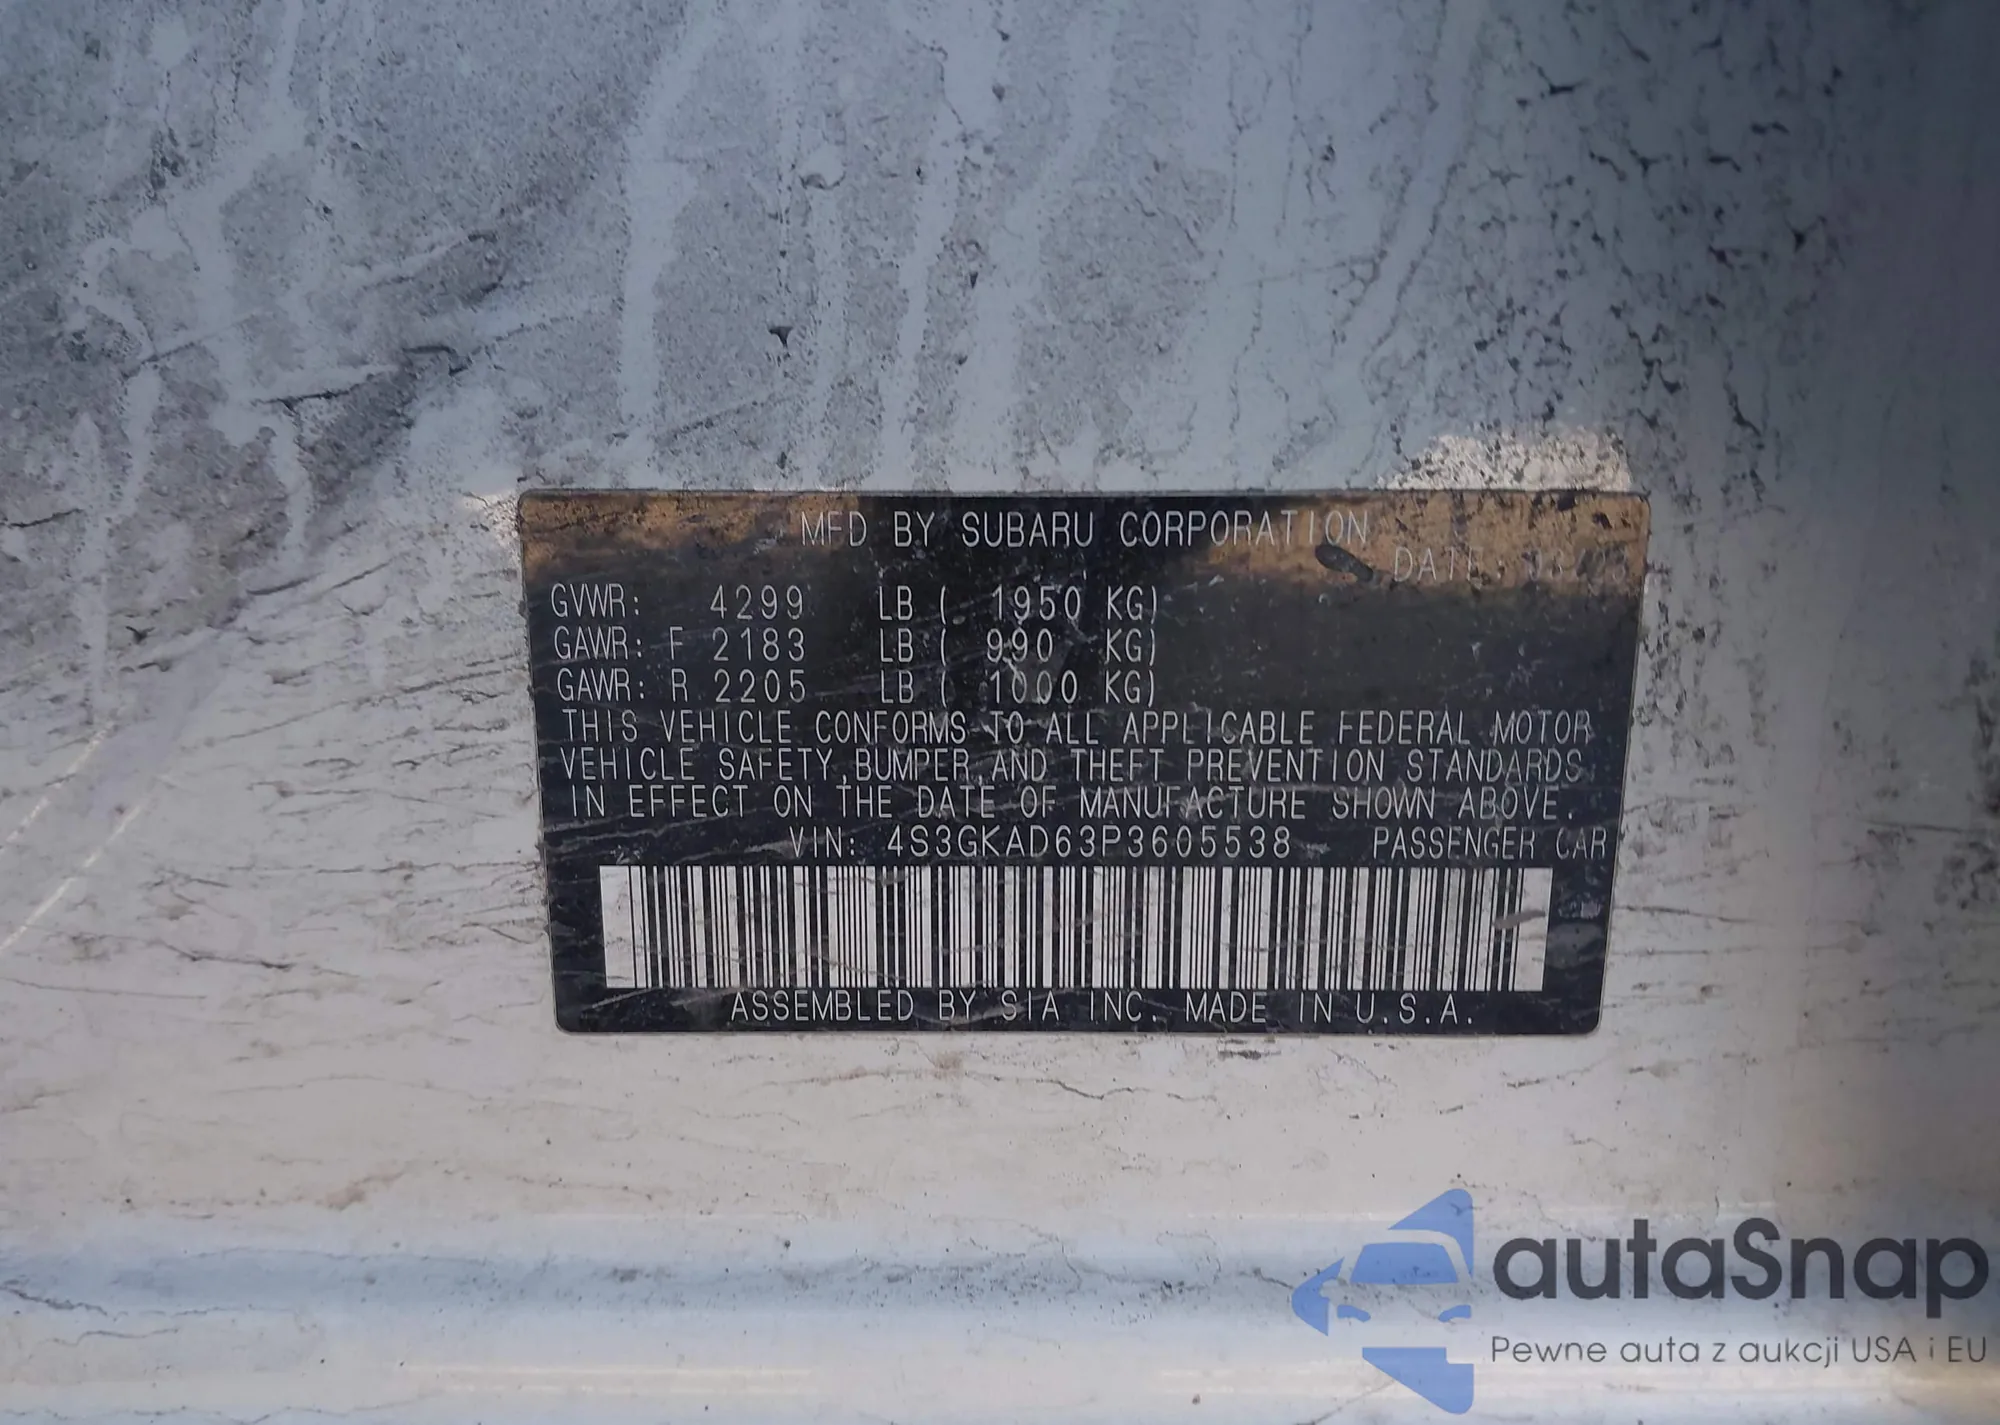 MFD BY SUBARU CORPORATION
DATE:
GVWR: 4299 LB ( 1950 KG)
GAWR: F 2183 LB ( 990 KG)
GAWR: R 2205 LB ( 1000 KG)
THIS VEHICLE CONFORMS TO ALL APPLICABLE FEDERAL MOTOR
VEHICLE SAFETY,BUMPER,AND THEFT PREVENTION STANDARDS
IN EFFECT ON THE DATE OF MANUFACTURE SHOWN ABOVE.
VIN: 4S3GKAD63P3605538 PASSENGER CAR
ASSEMBLED BY SIA INC. MADE IN U.S.A.
autaSnap
Pewne auta z aukcji USA i EU